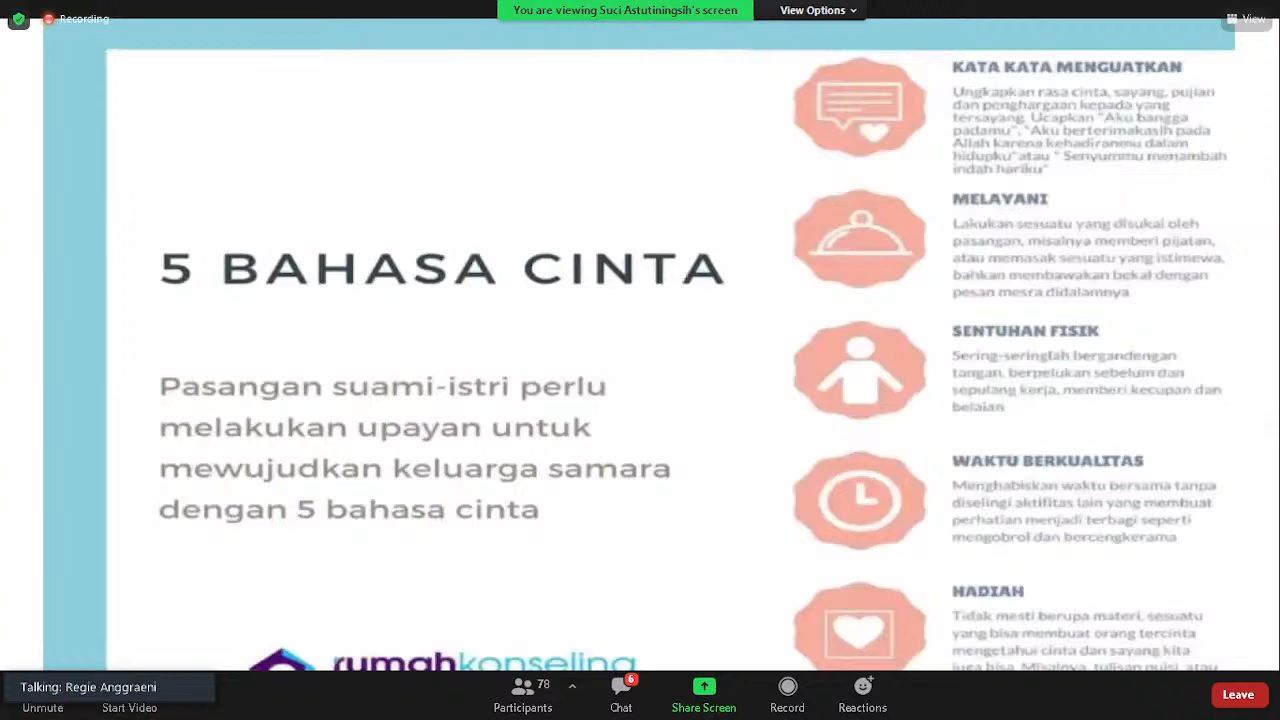 Recording
You are viewing Suci Astutiningsih's screen
View Options
View
5 BAHASA CINTA
Pasangan suami-istri perlu
melakukan upayan untuk
mewujudkan keluarga samara
dengan 5 bahasa cinta
rumahkonseling
KATA KATA MENGUATKAN
Ungkapkan rasa cinta, sayang, pujian
dan penghargaan kepada yang
tersayang. Ucapkan "Aku bangga
padamu", "Aku berterimakasih pada
Allah karena kehadiranmu dalam
hidupku"atau " Senyummu menambah
indah hariku"
MELAYANI
Lakukan sesuatu yang disukai oleh
pasangan, misalnya memberi pijatan,
atau memasak sesuatu yang istimewa,
bahkan membawakan bekal dengan
pesan mesra didalamnya
SENTUHAN FISIK
Sering-seringlah bergandengan
tangan, berpelukan sebelum dan
sepulang kerja, memberi kecupan dan
belaian
WAKTU BERKUALITAS
Menghabiskan waktu bersama tanpa
diselingi aktifitas lain yang membuat
perhatian menjadi terbagi seperti
mengobrol dan bercengkerama
HADIAH
Tidak mesti berupa materi, sesuatu
yang bisa membuat orang tercinta
mengetahui cinta dan sayang kita
juga bisa. Misalnya, tulisan puisi, atau
Talking: Regie Anggraeni
Unmute
Start Video
78
Participants
6
Chat
Share Screen
Record
Reactions
Leave